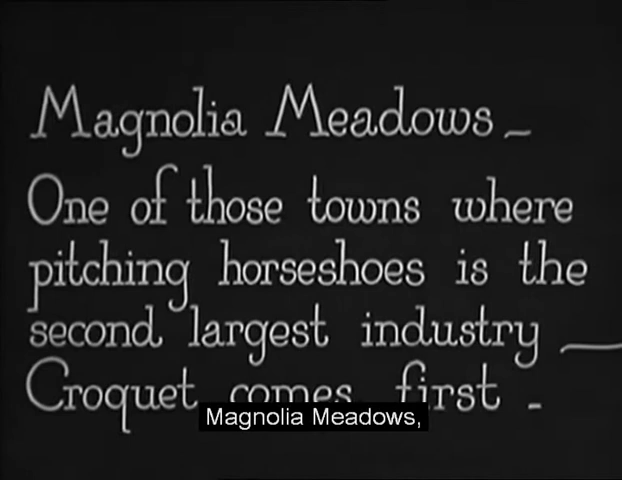 Magnolia Meadows —
One of those towns where
pitching horseshoes is the
second largest industry —
Croquet comes first -
Magnolia Meadows,